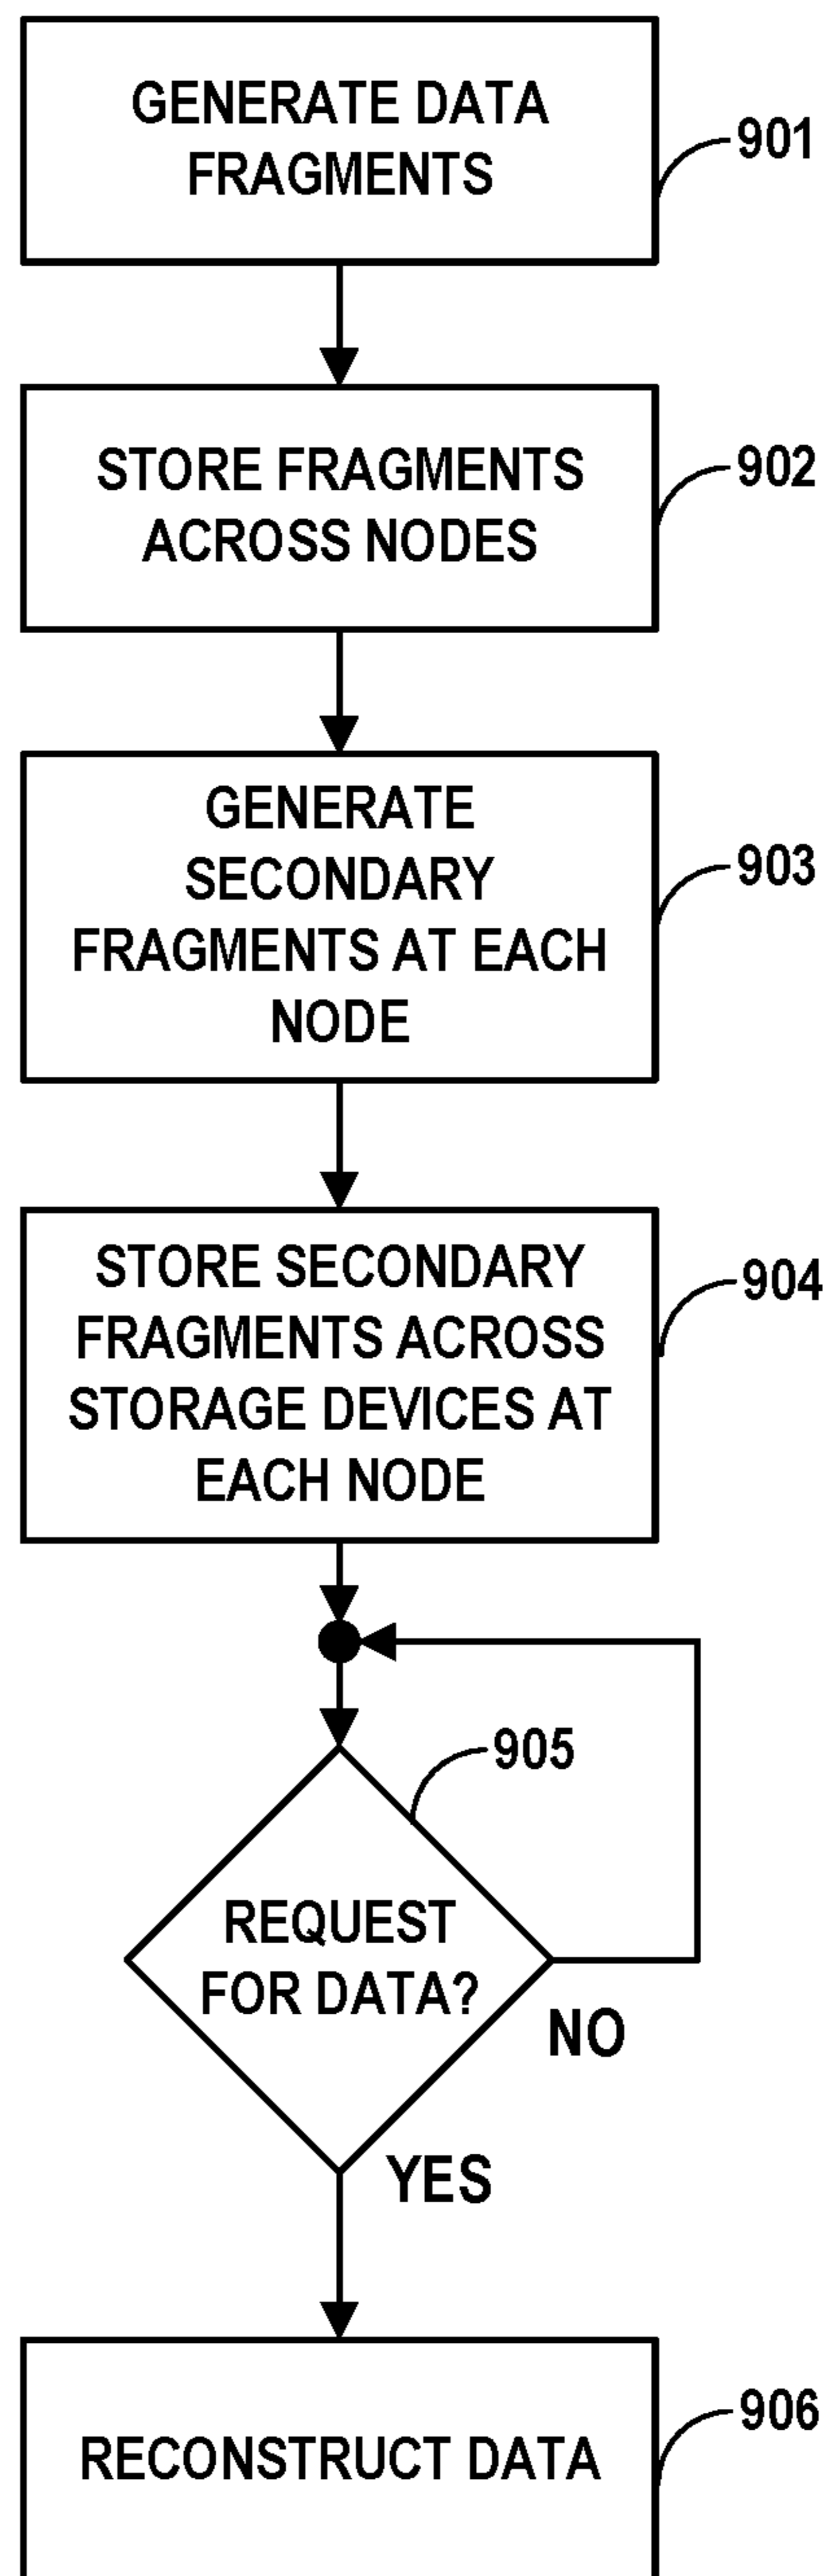 GENERATE DATA
FRAGMENTS
901
STORE FRAGMENTS
ACROSS NODES
902
GENERATE
SECONDARY
FRAGMENTS AT EACH
NODE
903
STORE SECONDARY
FRAGMENTS ACROSS
STORAGE DEVICES AT
EACH NODE
904
905
REQUEST
FOR DATA?
NO
YES
RECONSTRUCT DATA
906